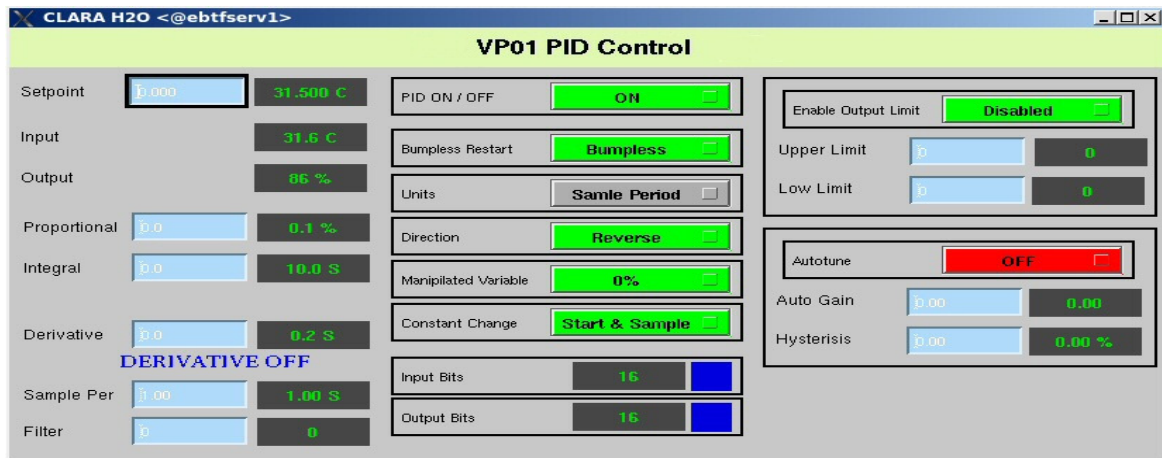 CLARA H2O <@ebtfserv1>
VP01 PID Control
Setpoint 0.000 31.500 C
Input 31.6 C
Output 86 %
Proportional 0.0 0.1 %
Integral 0.0 10.0 S
Derivative 0.0 0.2 S
DERIVATIVE OFF
Sample Per 1.00 1.00 S
Filter 0 0
PID ON / OFF ON
Bumpless Restart Bumpless
Units Samle Period
Direction Reverse
Manipilated Variable 0%
Constant Change Start & Sample
Input Bits 16
Output Bits 16
Enable Output Limit Disabled
Upper Limit 0 0
Low Limit 0 0
Autotune OFF
Auto Gain 0.00 0.00
Hysterisis 0.00 0.00 %